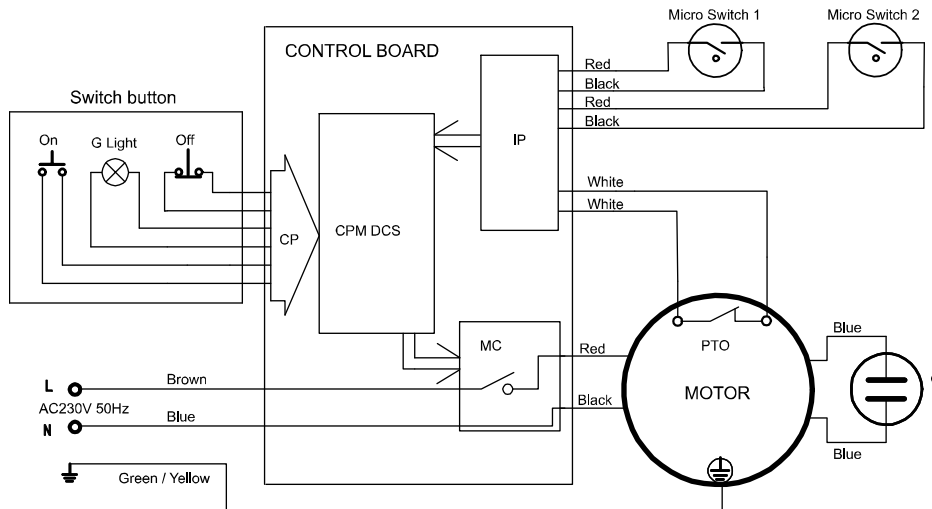 Micro Switch 1
Micro Switch 2
CONTROL BOARD
Red
Black
Red
Black
Switch button
On
G Light
Off
IP
White
White
CP
CPM DCS
MC
Red
Black
PTO
MOTOR
Blue
Blue
L
Brown
AC230V 50Hz
N
Blue
Green / Yellow